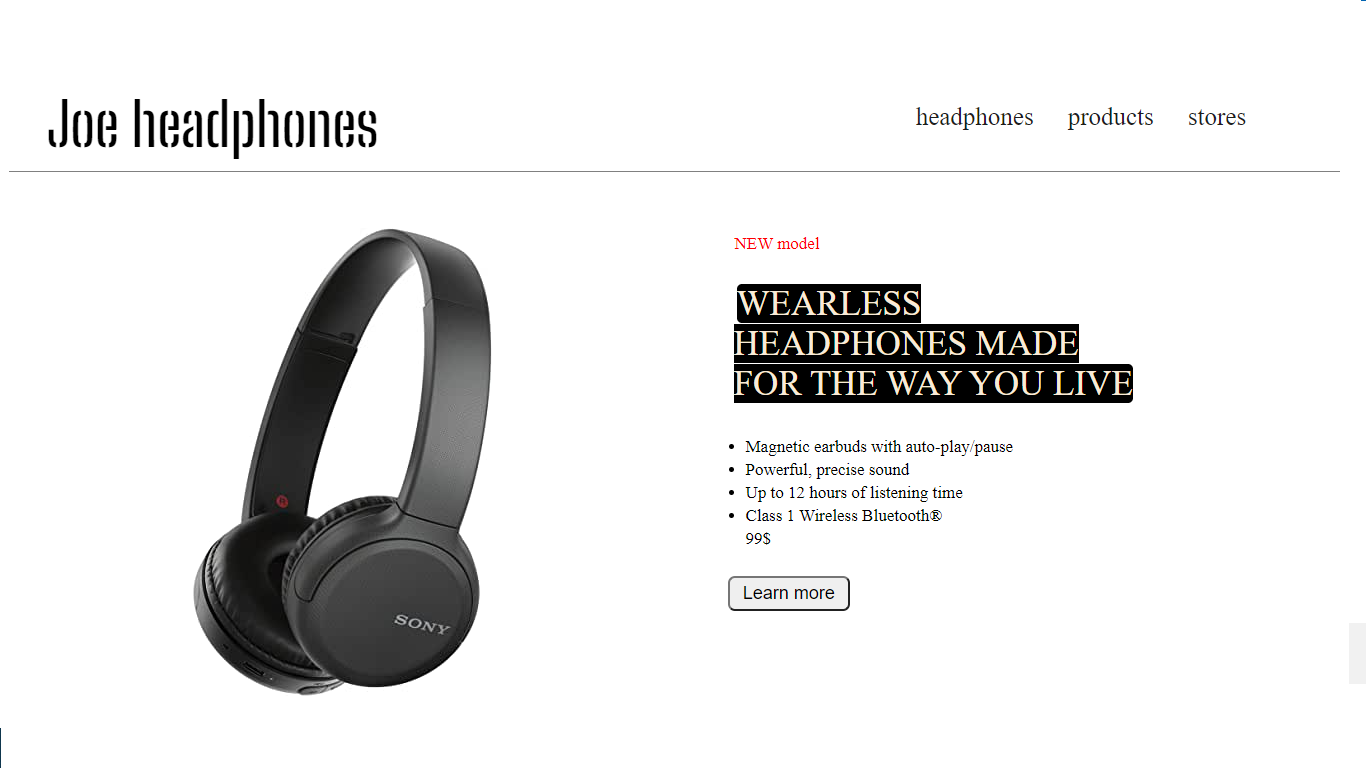 Joe headphones
headphones products stores
NEW model
WEARLESS
HEADPHONES MADE
FOR THE WAY YOU LIVE
Magnetic earbuds with auto-play/pause
Powerful, precise sound
Up to 12 hours of listening time
Class 1 Wireless Bluetooth®
99$
Learn more
SONY